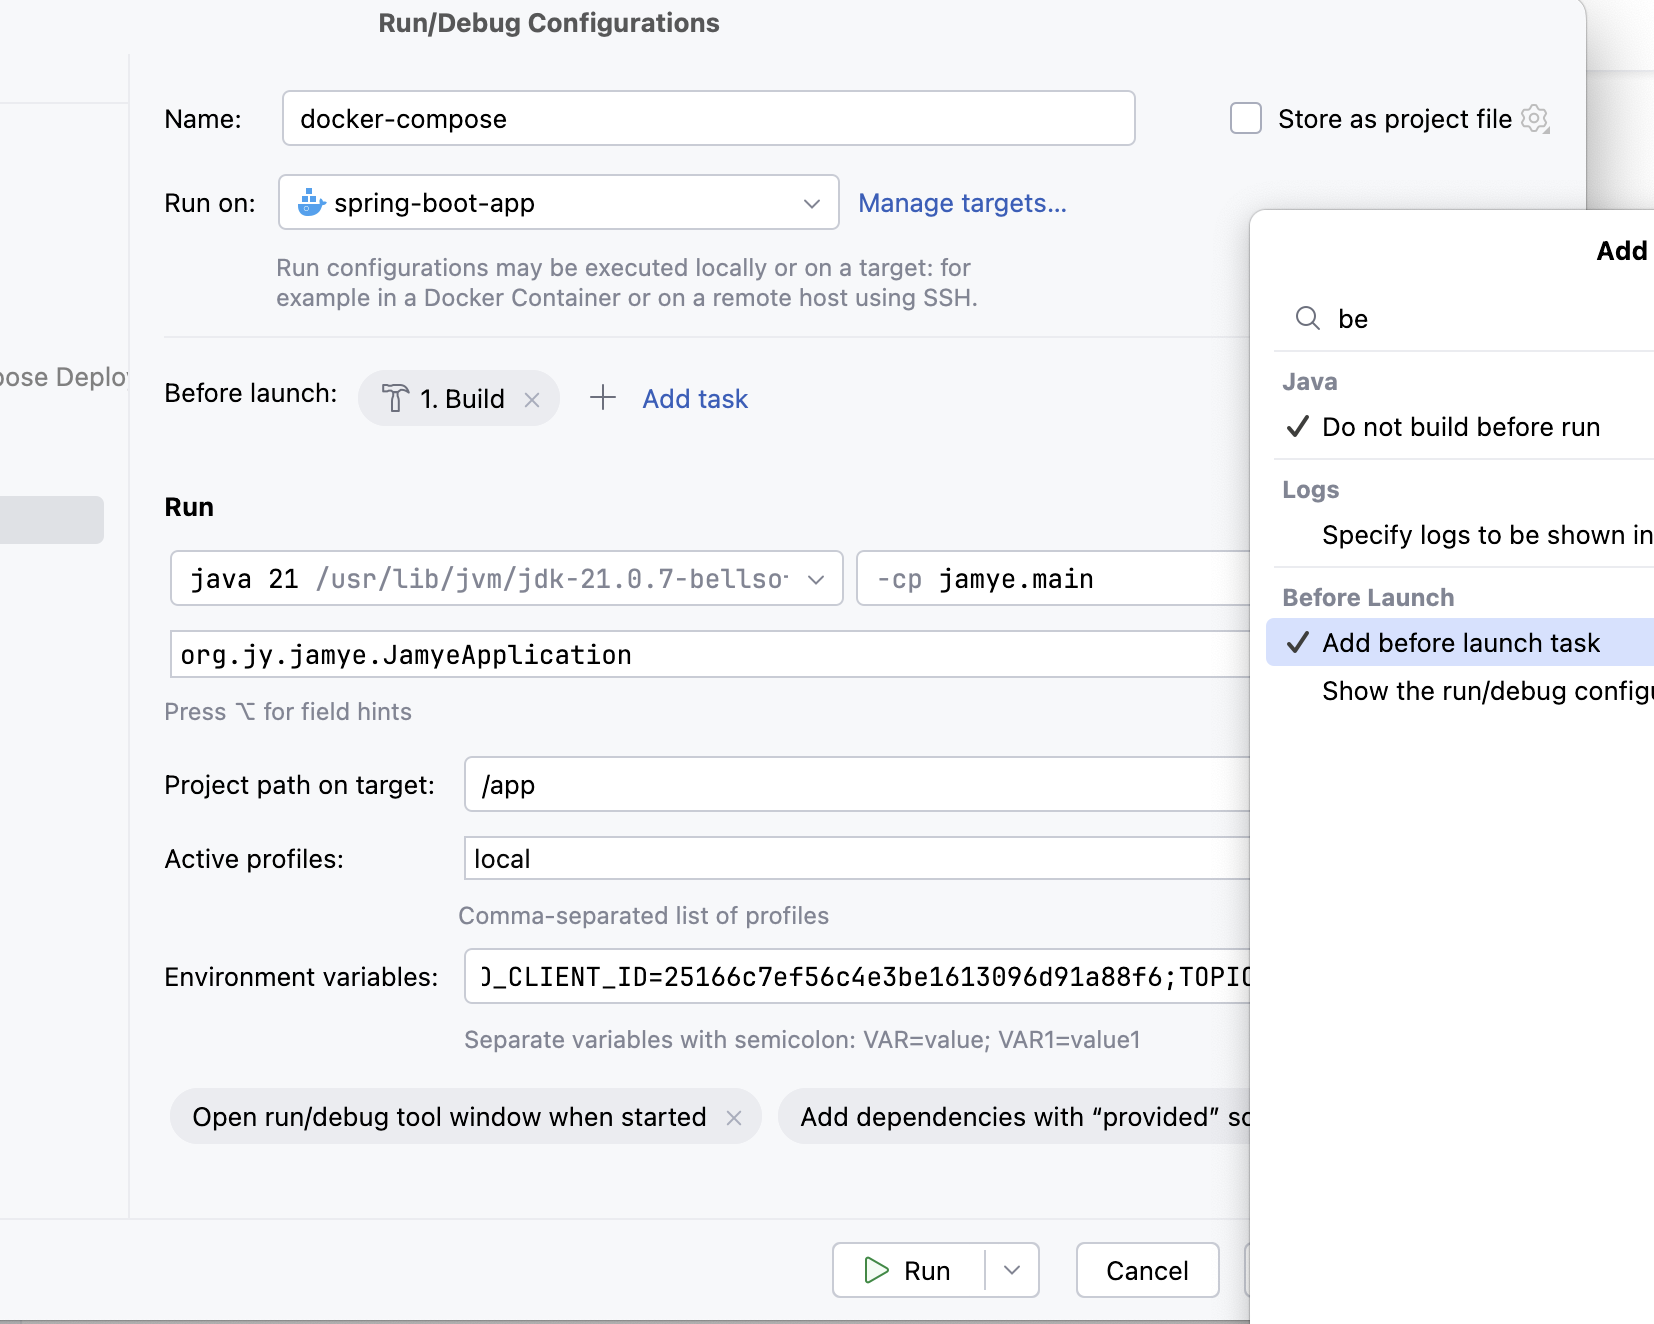 Run/Debug Configurations
Name: docker-compose
Store as project file
Run on: spring-boot-app Manage targets...
Run configurations may be executed locally or on a target: for
example in a Docker Container or on a remote host using SSH.
Before launch: 1. Build × + Add task
Run
java 21 /usr/lib/jvm/jdk-21.0.7-bellso
-cp jamye.main
org.jy.jamye.JamyeApplication
Press ⌥ for field hints
Project path on target: /app
Active profiles: local
Comma-separated list of profiles
Environment variables: _CLIENT_ID=25166c7ef56c4e3be1613096d91a88f6;TOPIC
Separate variables with semicolon: VAR=value; VAR1=value1
Open run/debug tool window when started ×
Add dependencies with “provided” sc
Run
Cancel
ose Deplo
Add
be
Java
✓ Do not build before run
Logs
Specify logs to be shown in
Before Launch
✓ Add before launch task
Show the run/debug config